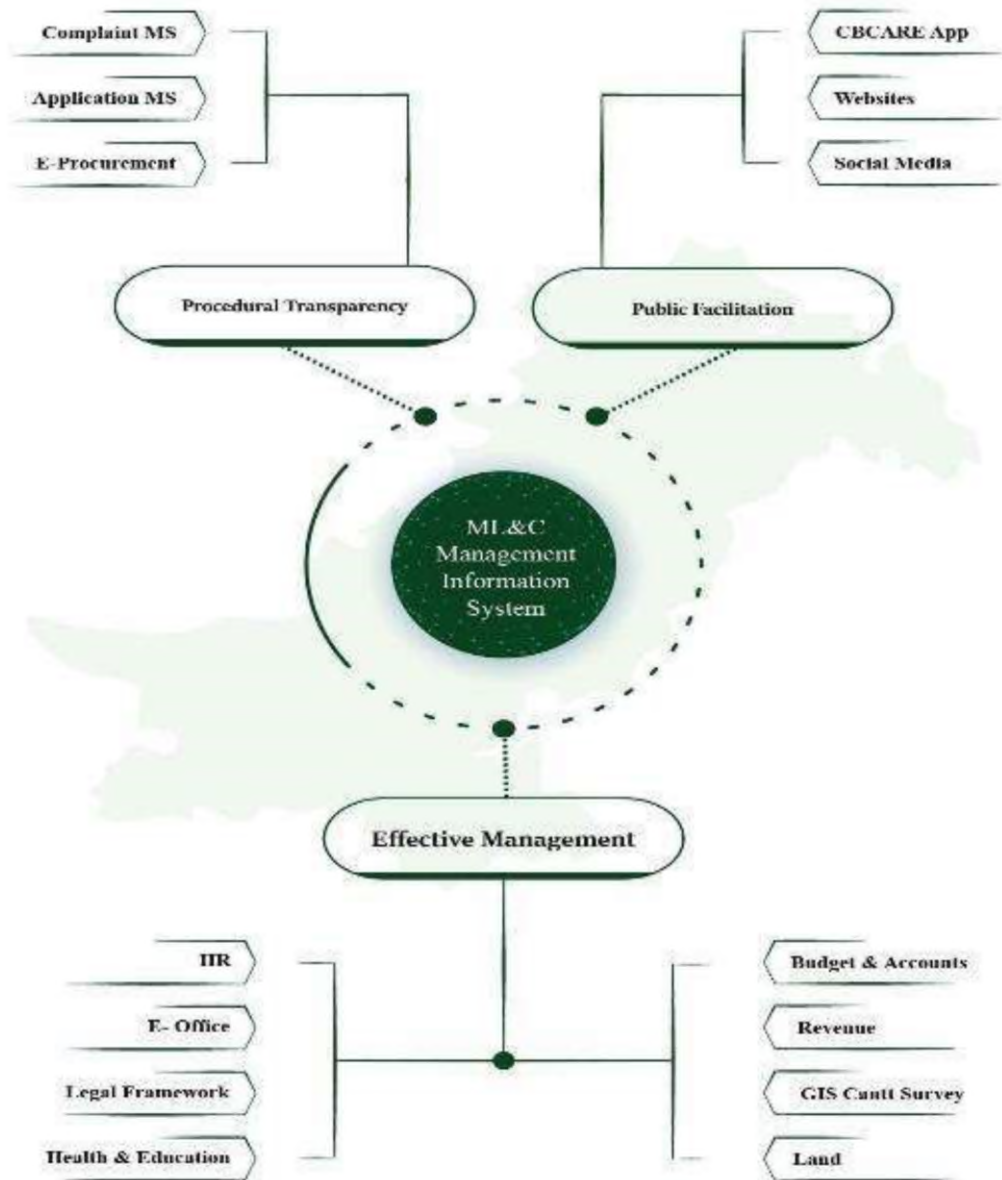 Complaint MS
Application MS
E-Procurement
CBCARE App
Websites
Social Media
Procedural Transparency
Public Facilitation
ML&C
Management
Information
System
Effective Management
HR
E- Office
Legal Framework
Health & Education
Budget & Accounts
Revenue
GIS Cantt Survey
Land